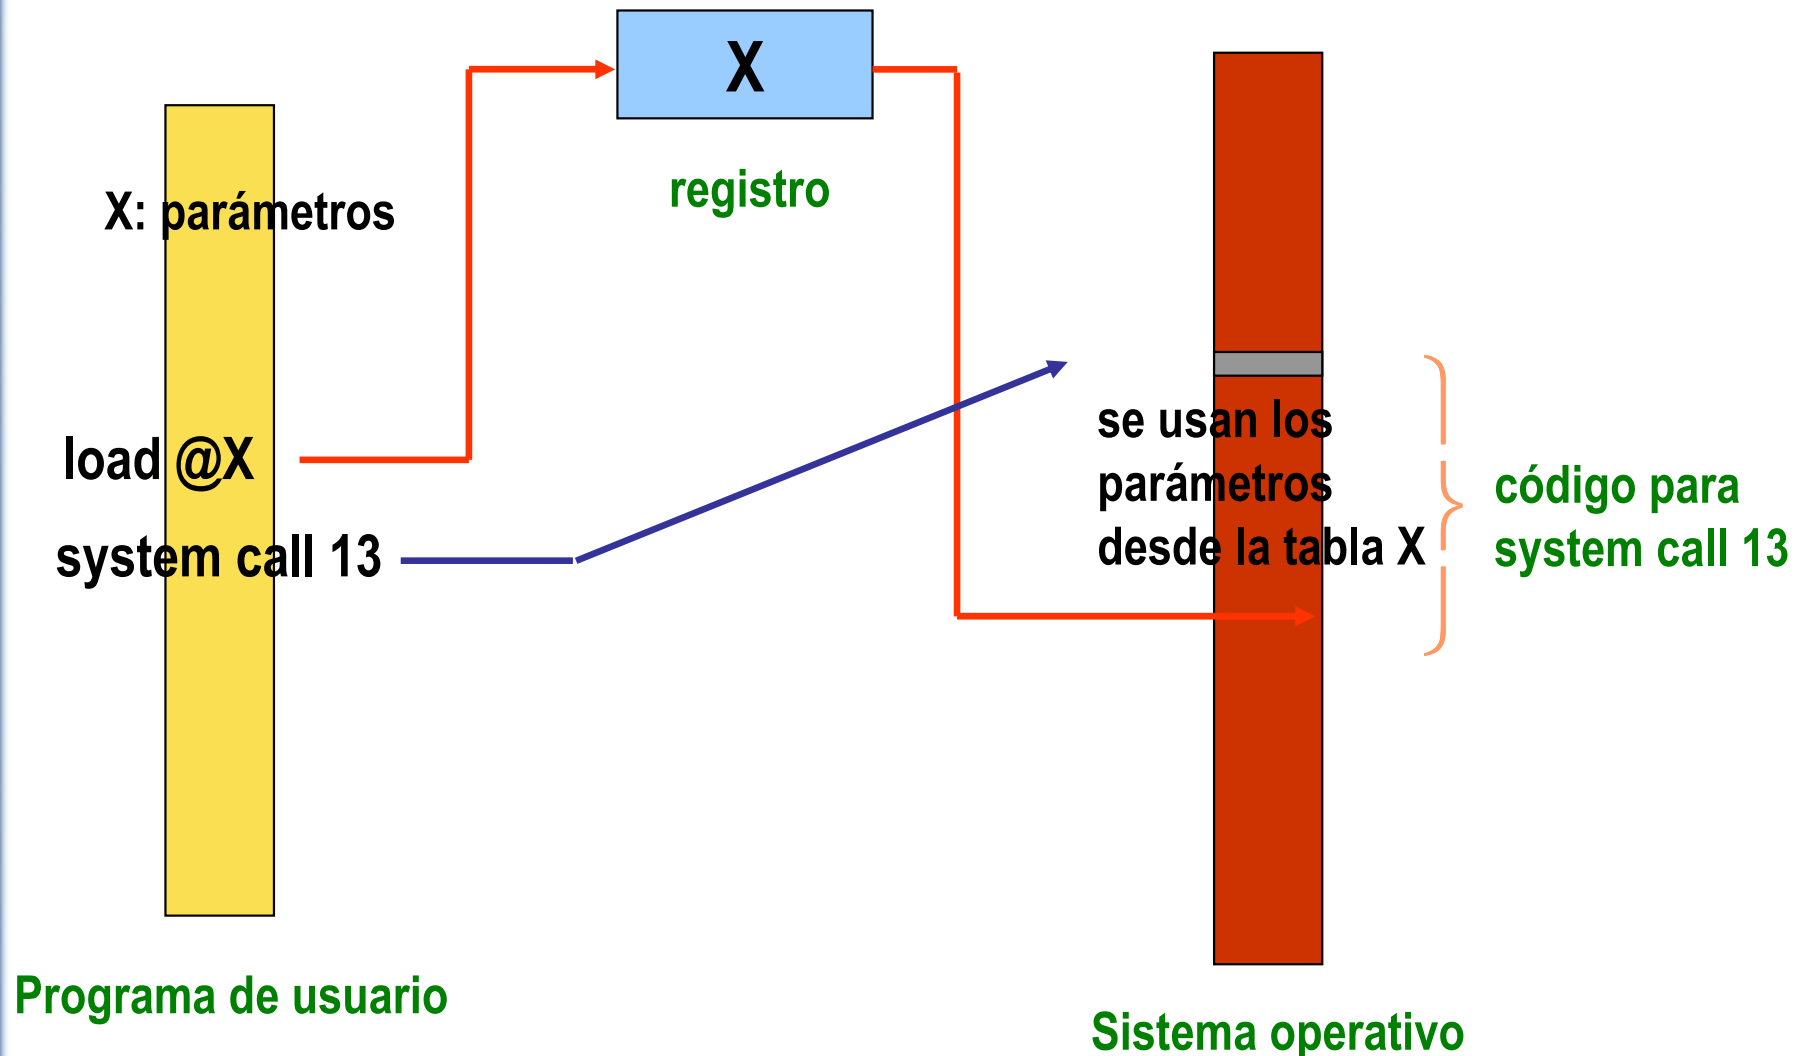 X
registro
X: parámetros
load @X
system call 13
Programa de usuario
se usan los
parámetros
desde la tabla X
código para
system call 13
Sistema operativo